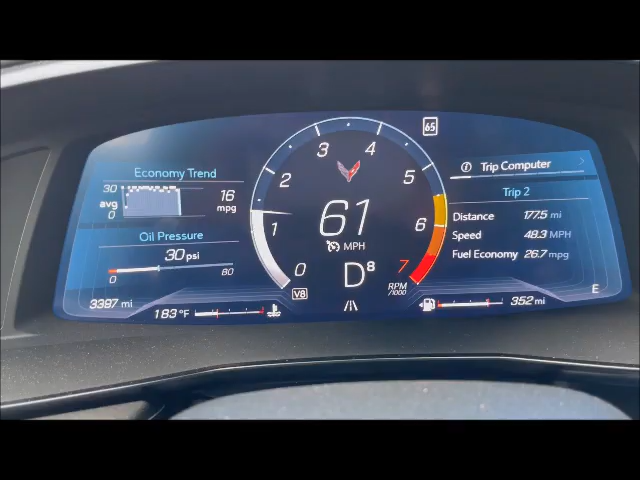 65
Economy Trend
30
avg
0
16
mpg
Oil Pressure
30 psi
0
80
3397 mi
183 °F
0
1
2
3
4
5
6
7
61
MPH
D8
V8
RPM
/1000
Trip Computer
Trip 2
Distance 177.5 mi
Speed 48.3 MPH
Fuel Economy 26.7 mpg
E
352 mi